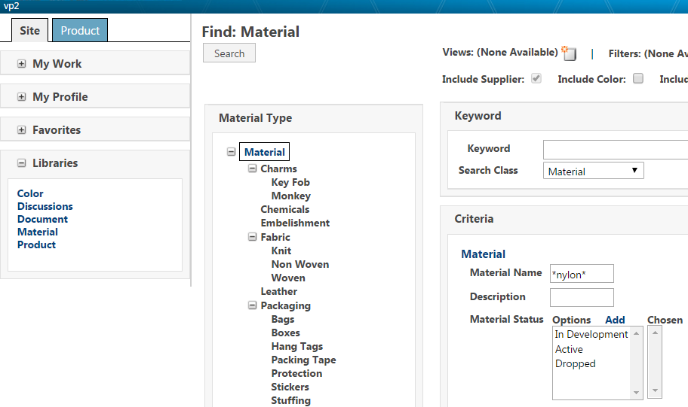 vp2
Site Product
My Work
My Profile
Favorites
Libraries
Color
Discussions
Document
Material
Product
Find: Material
Search
Views: (None Available) | Filters: (None Av
Include Supplier: Include Color: Inclu
Material Type
Material
Charms
Key Fob
Monkey
Chemicals
Embelishment
Fabric
Knit
Non Woven
Woven
Leather
Packaging
Bags
Boxes
Hang Tags
Packing Tape
Protection
Stickers
Stuffing
Keyword
Keyword
Search Class Material
Criteria
Material
Material Name *nylon*
Description
Material Status Options Add Chosen
In Development
Active
Dropped